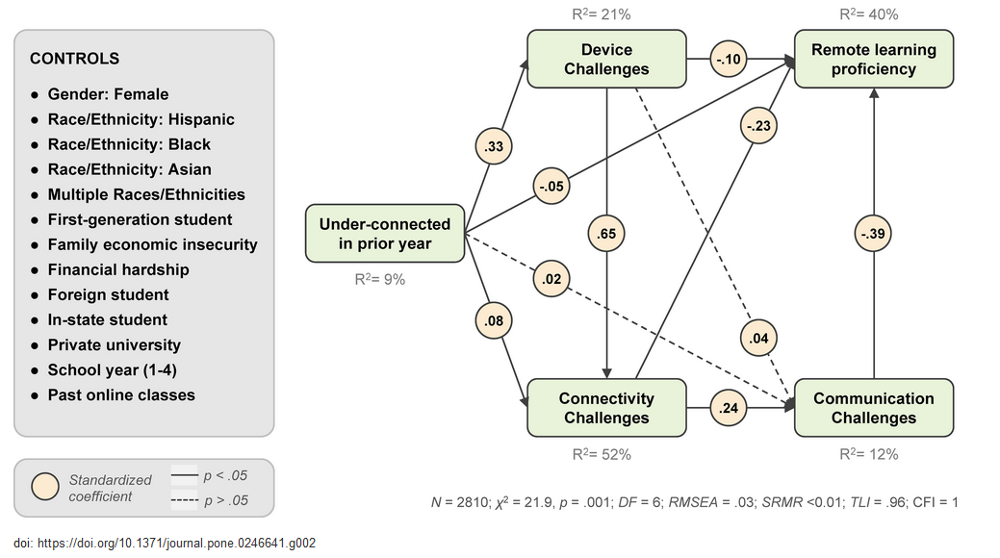 CONTROLS
● Gender: Female
● Race/Ethnicity: Hispanic
● Race/Ethnicity: Black
● Race/Ethnicity: Asian
● Multiple Races/Ethnicities
● First-generation student
● Family economic insecurity
● Financial hardship
● Foreign student
● In-state student
● Private university
● School year (1-4)
● Past online classes
Standardized
coefficient
p < .05
p > .05
R²= 21%
Device
Challenges
-.10
R²= 40%
Remote learning
proficiency
.33
-.05
-.23
Under-connected
in prior year
R²= 9%
.65
-.39
.02
.08
.04
Connectivity
Challenges
R²= 52%
.24
Communication
Challenges
R²= 12%
N = 2810; χ² = 21.9, p = .001; DF = 6; RMSEA = .03; SRMR <0.01; TLI = .96; CFI = 1
doi: https://doi.org/10.1371/journal.pone.0246641.g002